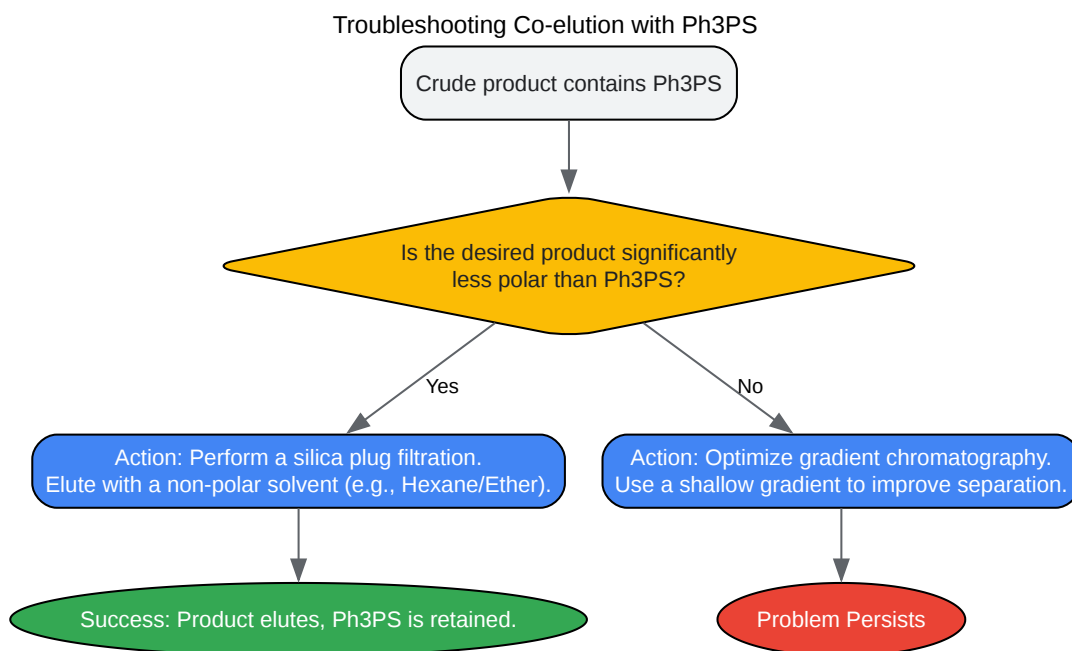 Troubleshooting Co-elution with Ph3PS
Crude product contains Ph3PS
Is the desired product significantly
less polar than Ph3PS?
Yes
No
Action: Perform a silica plug filtration.
Elute with a non-polar solvent (e.g., Hexane/Ether).
Action: Optimize gradient chromatography.
Use a shallow gradient to improve separation.
Success: Product elutes, Ph3PS is retained.
Problem Persists